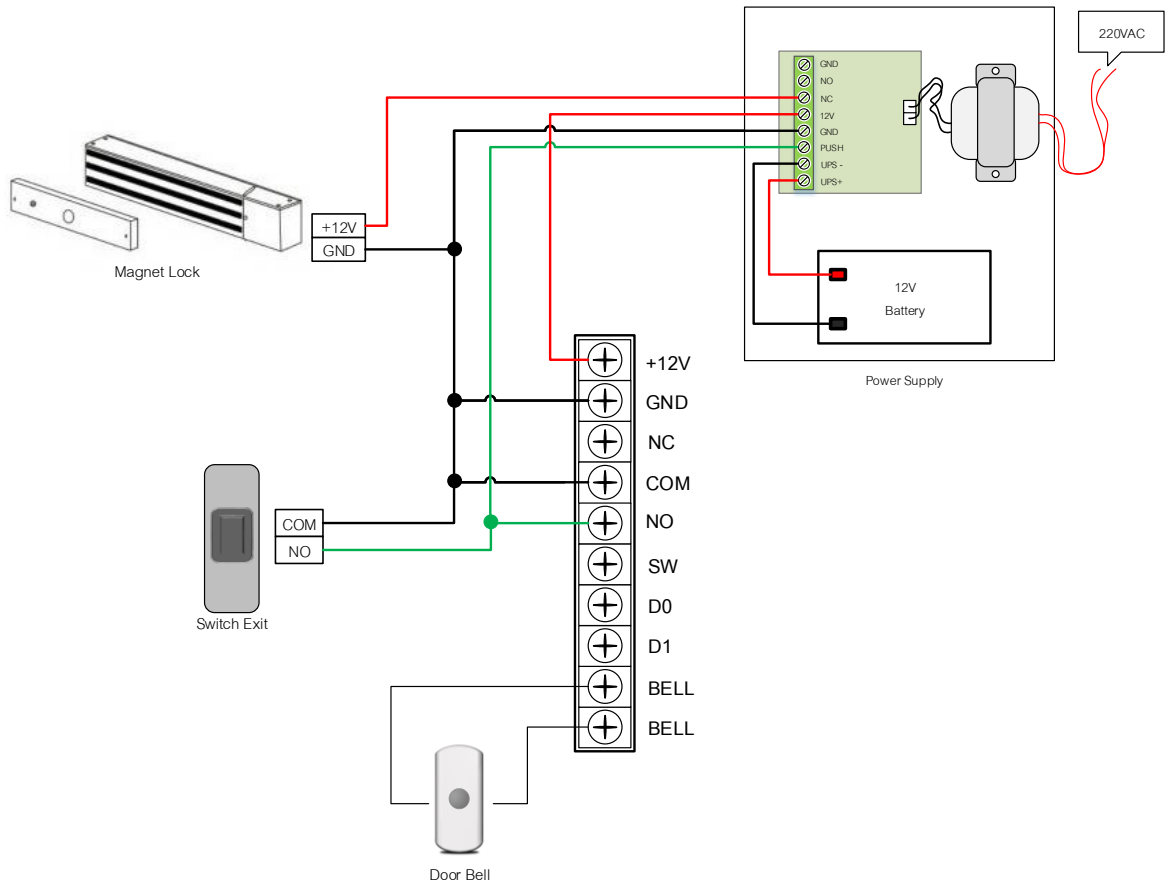 220VAC
GND
NO
NC
12V
GND
PUSH
UPS -
UPS+
+12V
GND
Magnet Lock
12V
Battery
Power Supply
+12V
GND
NC
COM
NO
SW
D0
D1
BELL
BELL
COM
NO
Switch Exit
Door Bell